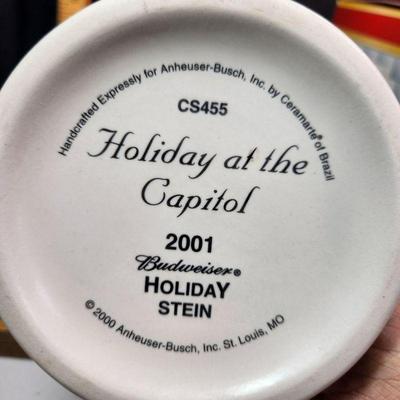 Handcrafted Expressly for Anheuser-Busch, Inc. by Ceramarte® of Brazil
CS455
Holiday at the
Capitol
2001
Budweiser®
HOLIDAY
STEIN
© 2000 Anheuser-Busch, Inc. St. Louis, MO